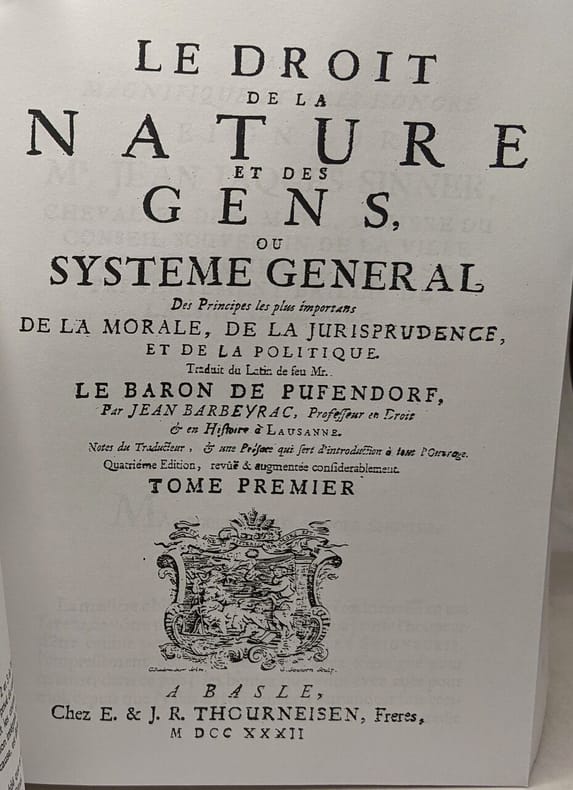 LE DROIT
DE LA
NATURE
ET DES
GENS,
OU
SYSTEME GENERAL
Des Principes les plus importans
DE LA MORALE, DE LA JURISPRUDENCE,
ET DE LA POLITIQUE.
Traduit du Latin de feu Mr.
LE BARON DE PUFENDORF,
Par JEAN BARBEYRAC, Professeur en Droit
& en Histoire à LAUSANNE.
Notes du Traducteur, & une Préface qui sert d'introduction à tout l'Ouvrage.
Quatriéme Edition, revûë & augmentée considerablement.
TOME PREMIER
A BASLE,
Chez E. & J. R. THOURNEISEN, Freres,
M DCC XXXII